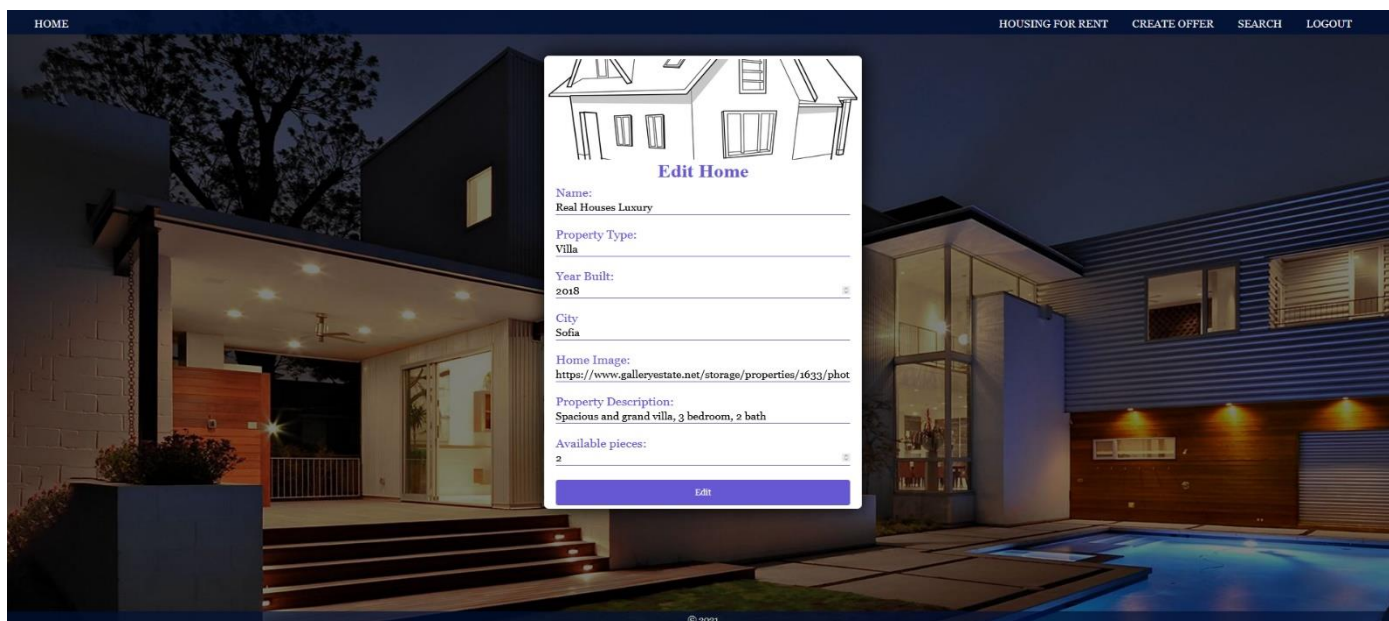 HOME
HOUSING FOR RENT CREATE OFFER SEARCH LOGOUT
Edit Home
Name:
Real Houses Luxury
Property Type:
Villa
Year Built:
2018
City
Sofia
Home Image:
https://www.galleryestate.net/storage/properties/1633/phot
Property Description:
Spacious and grand villa, 3 bedroom, 2 bath
Available pieces:
2
Edit
© 2021